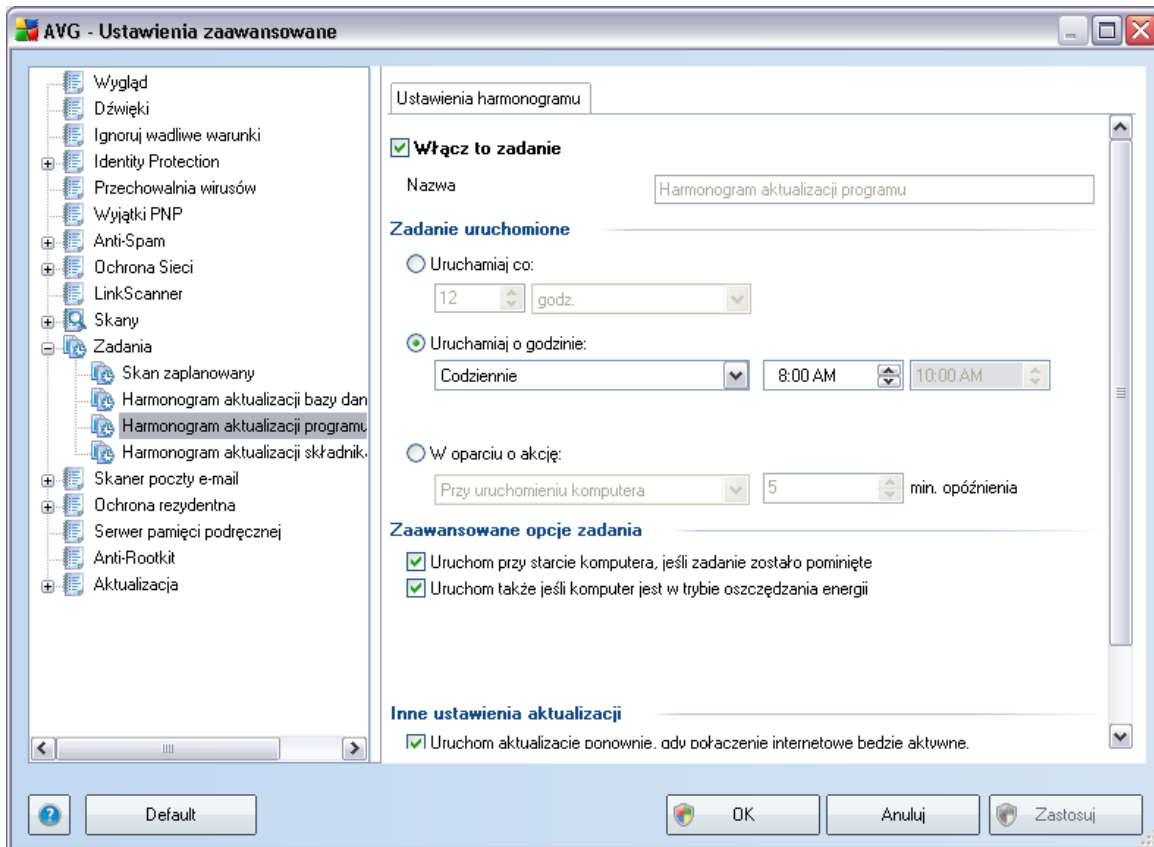 AVG - Ustawienia zaawansowane
Wygląd
Dźwięki
Ignoruj wadliwe warunki
Identity Protection
Przechowalnia wirusów
Wyjątki PNP
Anti-Spam
Ochrona Sieci
LinkScanner
Skany
Zadania
Skan zaplanowany
Harmonogram aktualizacji bazy dan
Harmonogram aktualizacji programu
Harmonogram aktualizacji składnik
Skaner poczty e-mail
Ochrona rezydentna
Serwer pamięci podręcznej
Anti-Rootkit
Aktualizacja
Ustawienia harmonogramu
Włącz to zadanie
Nazwa Harmonogram aktualizacji programu
Zadanie uruchomione
Uruchamiaj co:
12 godz.
Uruchamiaj o godzinie:
Codziennie 8:00 AM 10:00 AM
W oparciu o akcję:
Przy uruchomieniu komputera 5 min. opóźnienia
Zaawansowane opcje zadania
Uruchom przy starcie komputera, jeśli zadanie zostało pominięte
Uruchom także jeśli komputer jest w trybie oszczędzania energii
Inne ustawienia aktualizacji
Uruchom aktualizację ponownie, gdy połączenie internetowe będzie aktywne.
Default OK Anuluj Zastosuj